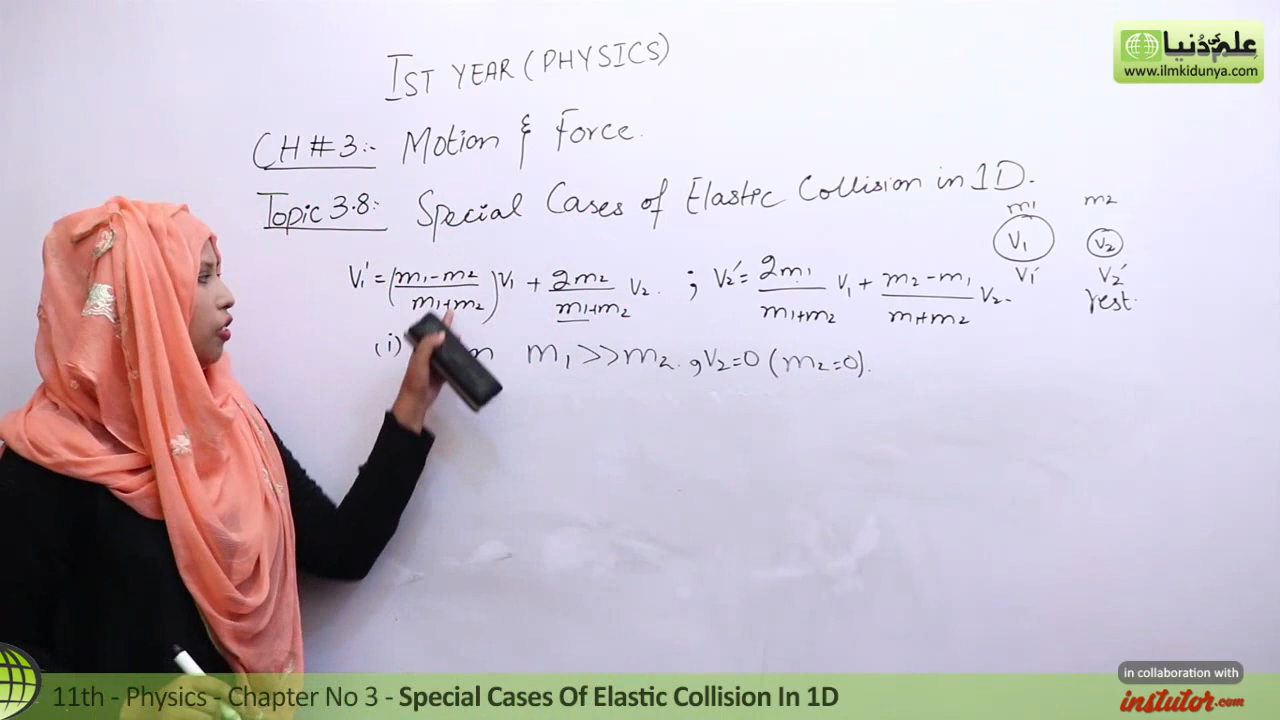 علم کی دُنیا
www.ilmkidunya.com
IST YEAR (PHYSICS)
CH # 3:- Motion & Force.
Topic 3.8: Special Cases of Elastic Collision in 1D.
m1 m2
V1 V2
V1' V2'
rest.
V1' = (m1-m2/m1+m2) V1 + 2m2/m1+m2 V2. ; V2' = 2m1/m1+m2 V1 + m2-m1/m1+m2 V2.
(i) m1 >> m2. , V2=0 (m2=0).
in collaboration with
instutor.com
11th - Physics - Chapter No 3 - Special Cases Of Elastic Collision In 1D